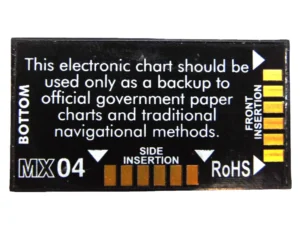 This electronic chart should be
used only as a backup to
official government paper
charts and traditional
navigational methods.
BOTTOM
FRONT
INSERTION
MX04
SIDE
INSERTION
RoHS